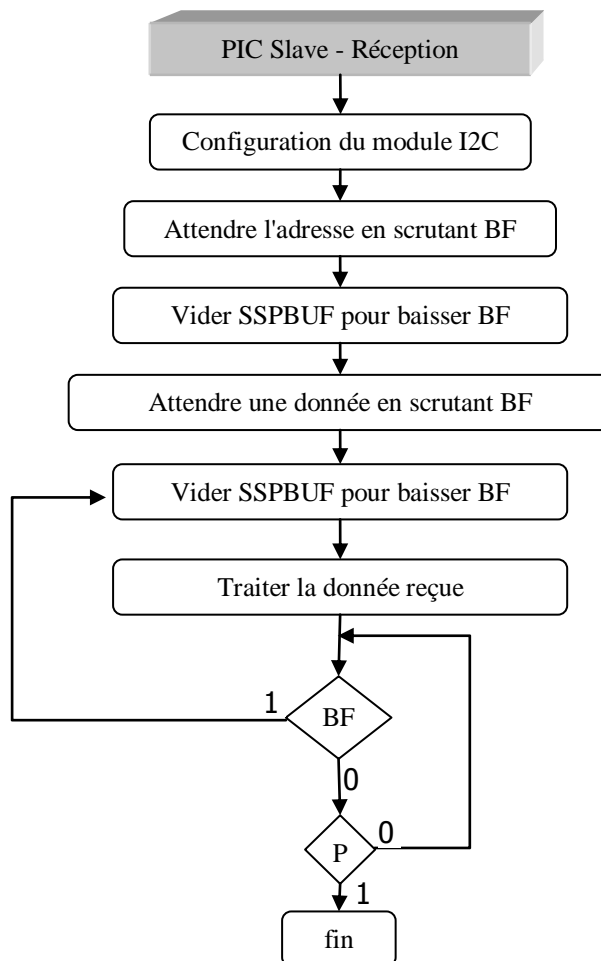 PIC Slave - Réception
Configuration du module I2C
Attendre l'adresse en scrutant BF
Vider SSPBUF pour baisser BF
Attendre une donnée en scrutant BF
Vider SSPBUF pour baisser BF
Traiter la donnée reçue
1
BF
0
0
P
1
fin